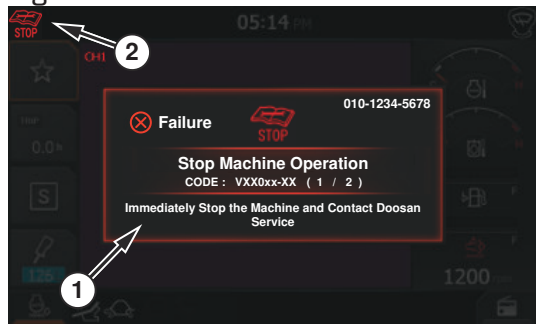 STOP
05:14 PM
2
CH1
010-1234-5678
Failure
STOP
Stop Machine Operation
CODE : VXX0xx-XX ( 1 / 2 )
Immediately Stop the Machine and Contact Doosan
Service
0.0 h
S
F
F
126
1200
1